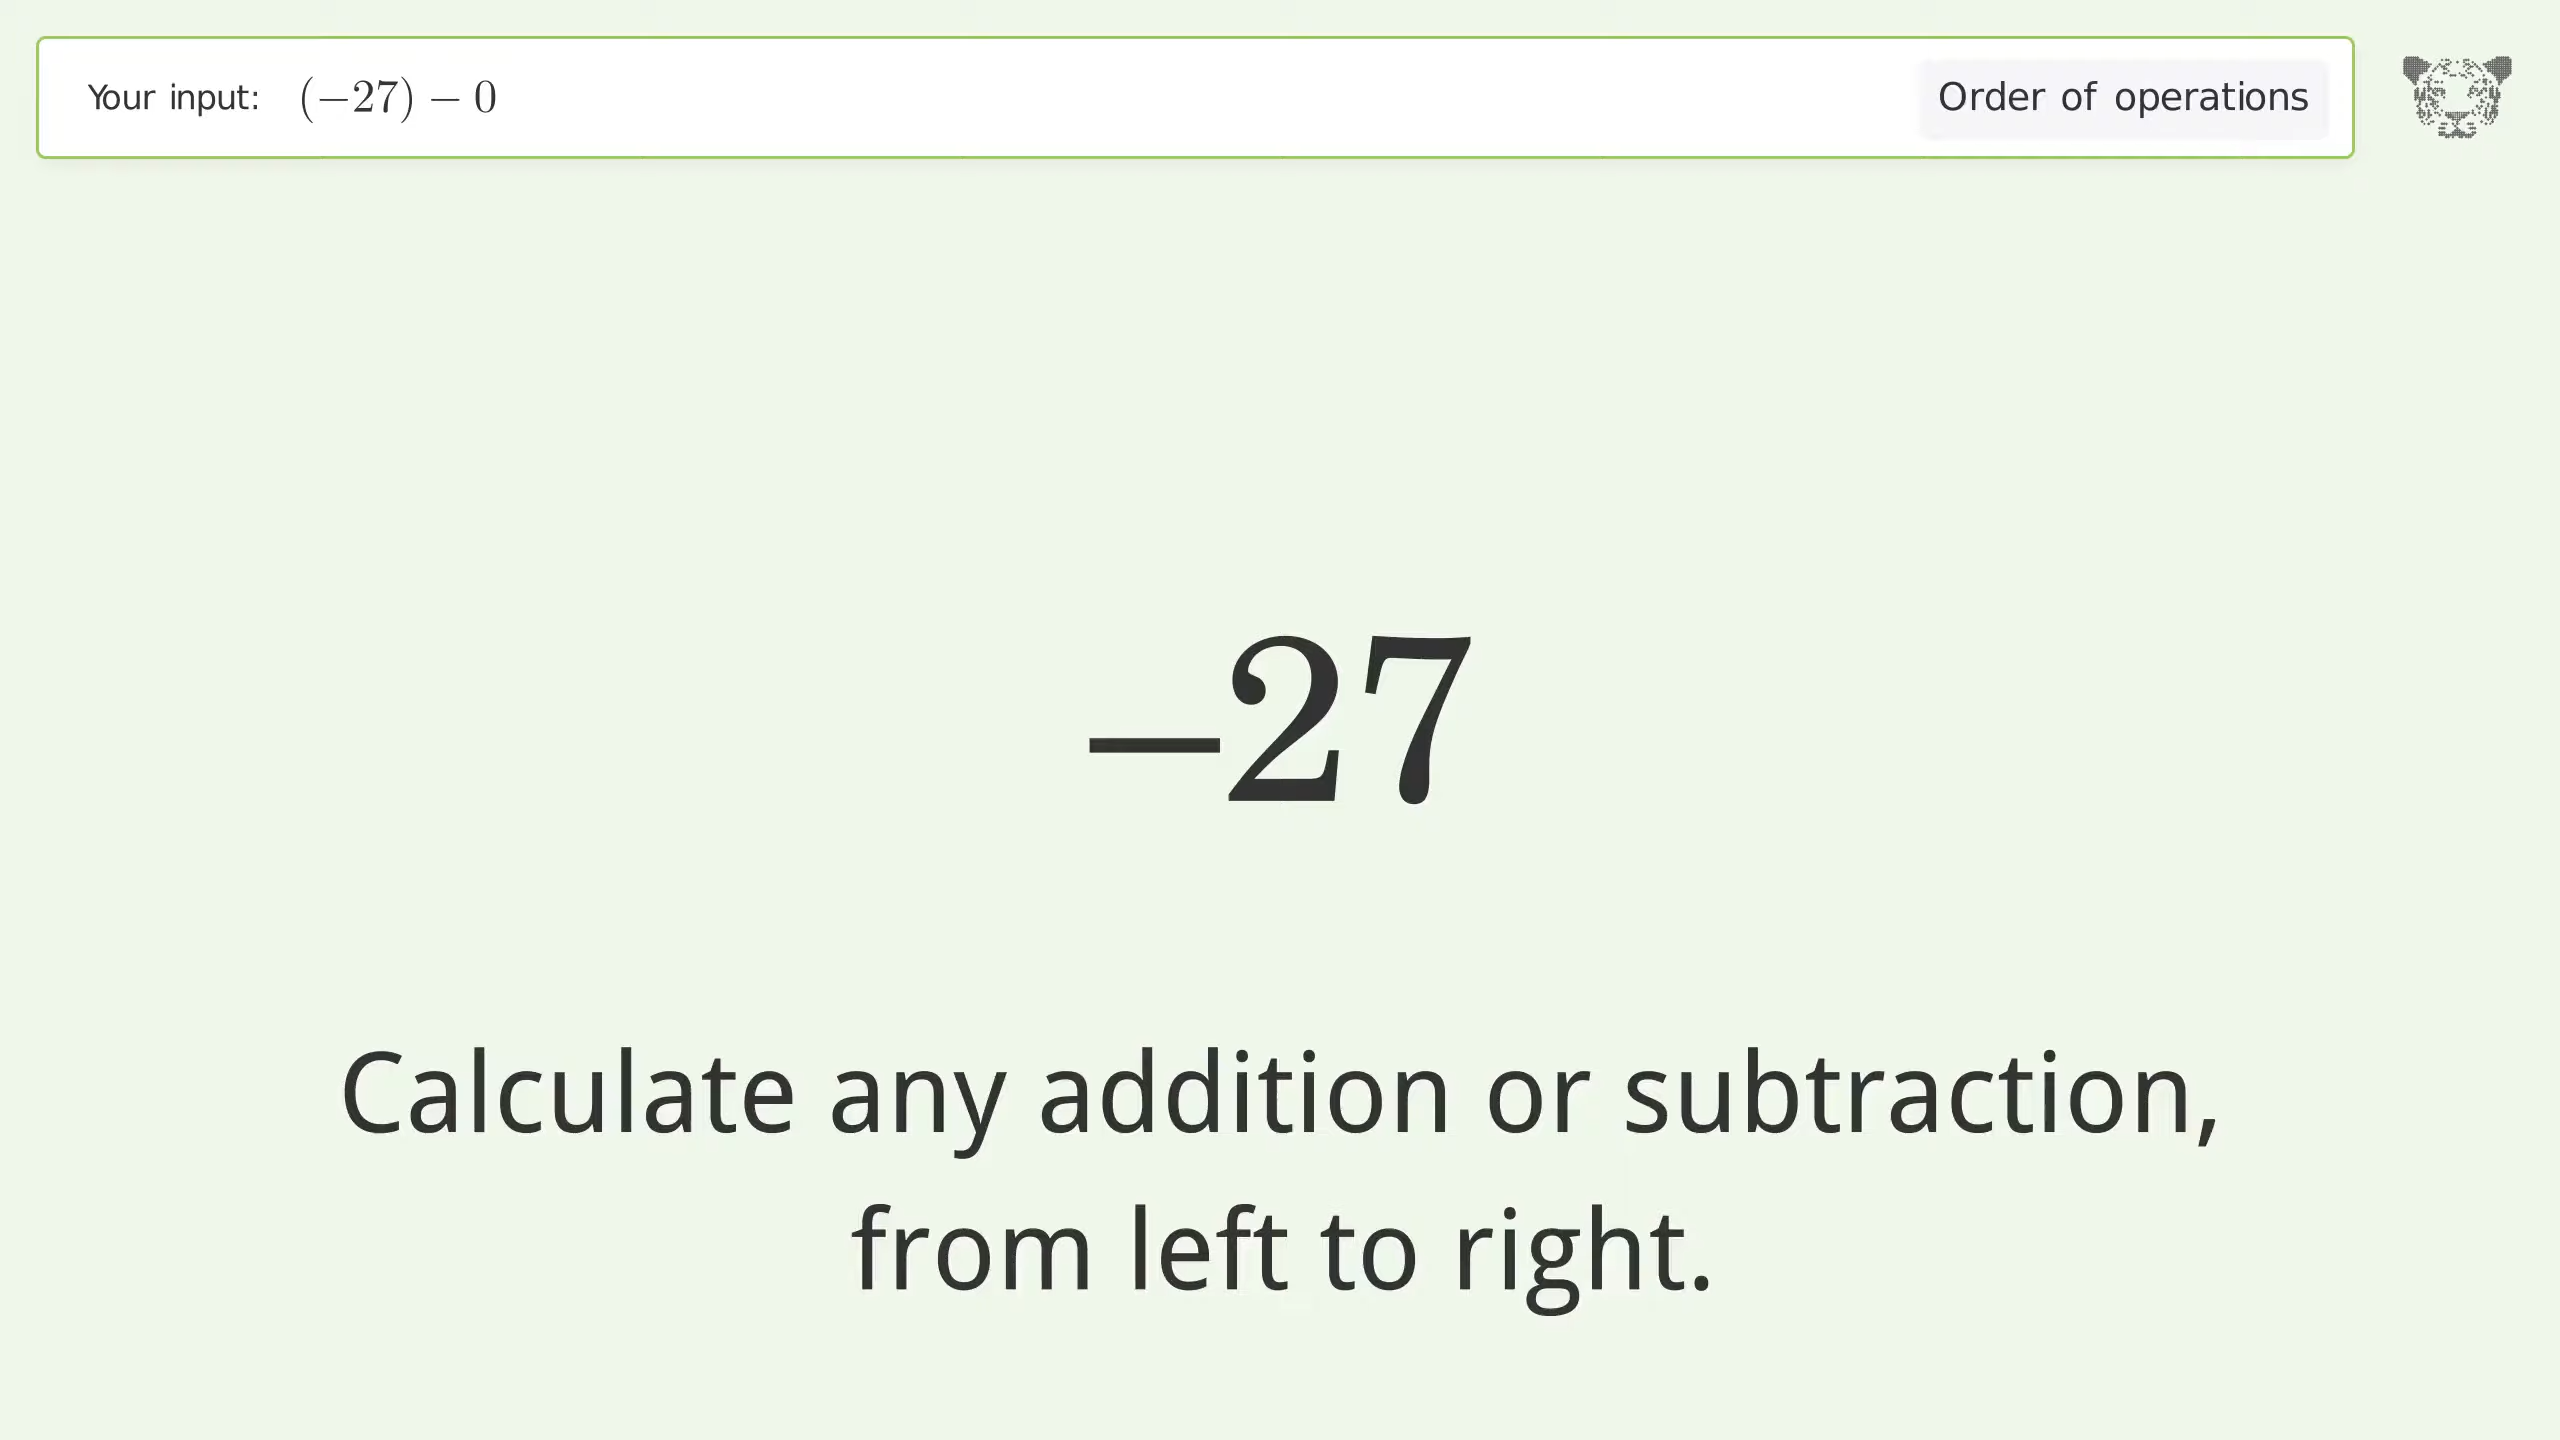 Your input: (−27) − 0
Order of operations
−27
Calculate any addition or subtraction,
from left to right.